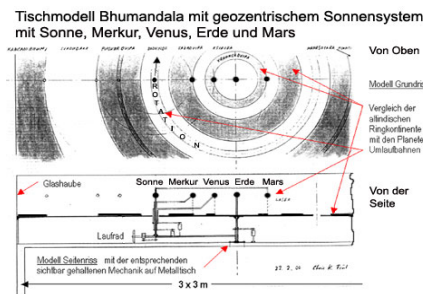 Tischmodell Bhumandala mit geozentrischem Sonnensystem
mit Sonne, Merkur, Venus, Erde und Mars
Von Oben
Modell Grundris
ROTATION
Vergleich der
altindischen
Ringkontinente
mit den Planete
Umlaufbahnen
Glashaube
Sonne Merkur Venus Erde Mars
Von der
Seite
Laufrad
Modell Seitenriss mit der entsprechenden
sichtbar gehaltenen Mechanik auf Metalltisch
3 x 3 m